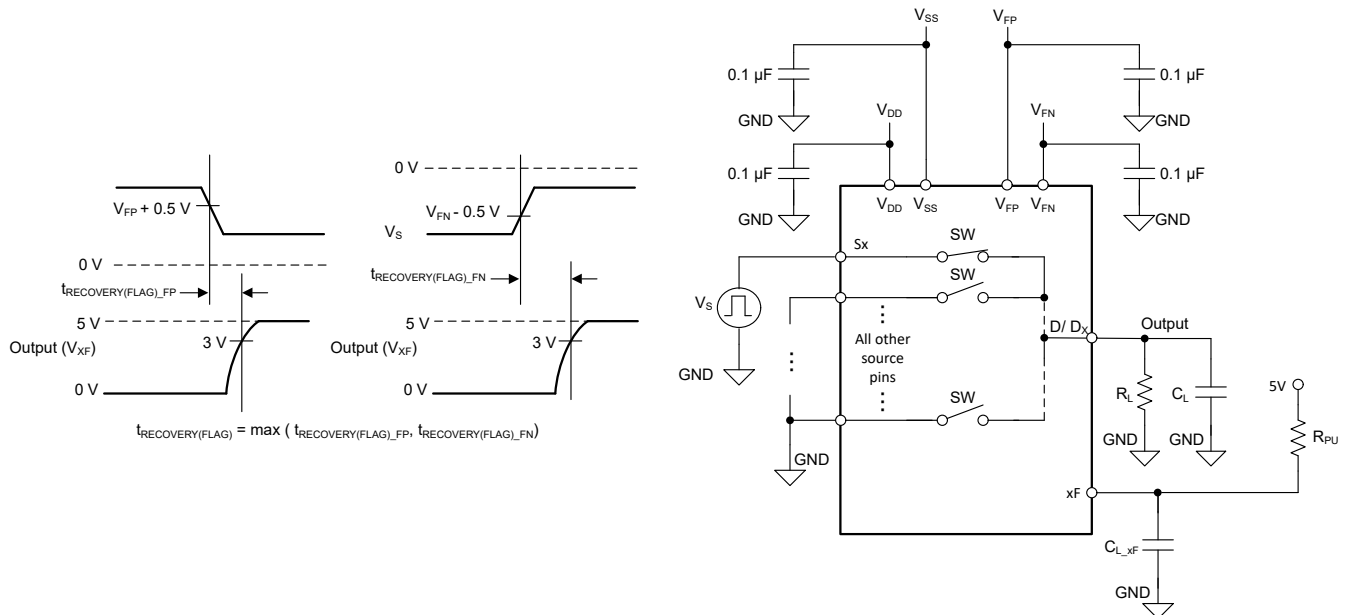 V_FP + 0.5 V
0 V
t_RECOVERY(FLAG)_FP
5 V
3 V
Output (V_XF)
0 V
0 V
V_FN - 0.5 V
V_S
t_RECOVERY(FLAG)_FN
5 V
3 V
Output (V_XF)
0 V
t_RECOVERY(FLAG) = max ( t_RECOVERY(FLAG)_FP, t_RECOVERY(FLAG)_FN)
V_SS
V_FP
0.1 µF
0.1 µF
GND
GND
V_DD
V_FN
0.1 µF
0.1 µF
GND
GND
V_DD
V_SS
V_FP
V_FN
Sx
SW
SW
V_S
GND
All other
source
pins
SW
GND
D/ D_X
Output
R_L
C_L
GND
GND
5V
R_PU
xF
C_L_xF
GND